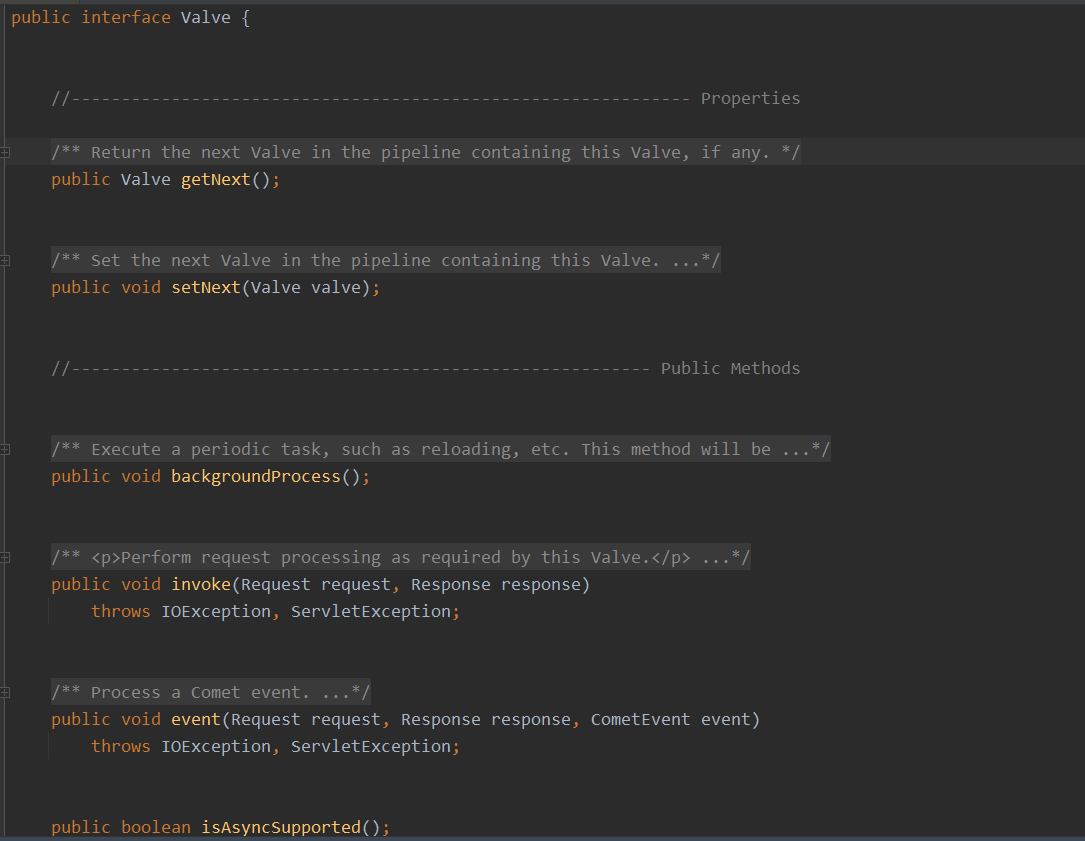 public interface Valve {
//-------------------------------------------------------------- Properties
/** Return the next Valve in the pipeline containing this Valve, if any. */
public Valve getNext();
/** Set the next Valve in the pipeline containing this Valve. ...*/
public void setNext(Valve valve);
//---------------------------------------------------------- Public Methods
/** Execute a periodic task, such as reloading, etc. This method will be ...*/
public void backgroundProcess();
/** <p>Perform request processing as required by this Valve.</p> ...*/
public void invoke(Request request, Response response)
throws IOException, ServletException;
/** Process a Comet event. ...*/
public void event(Request request, Response response, CometEvent event)
throws IOException, ServletException;
public boolean isAsyncSupported();